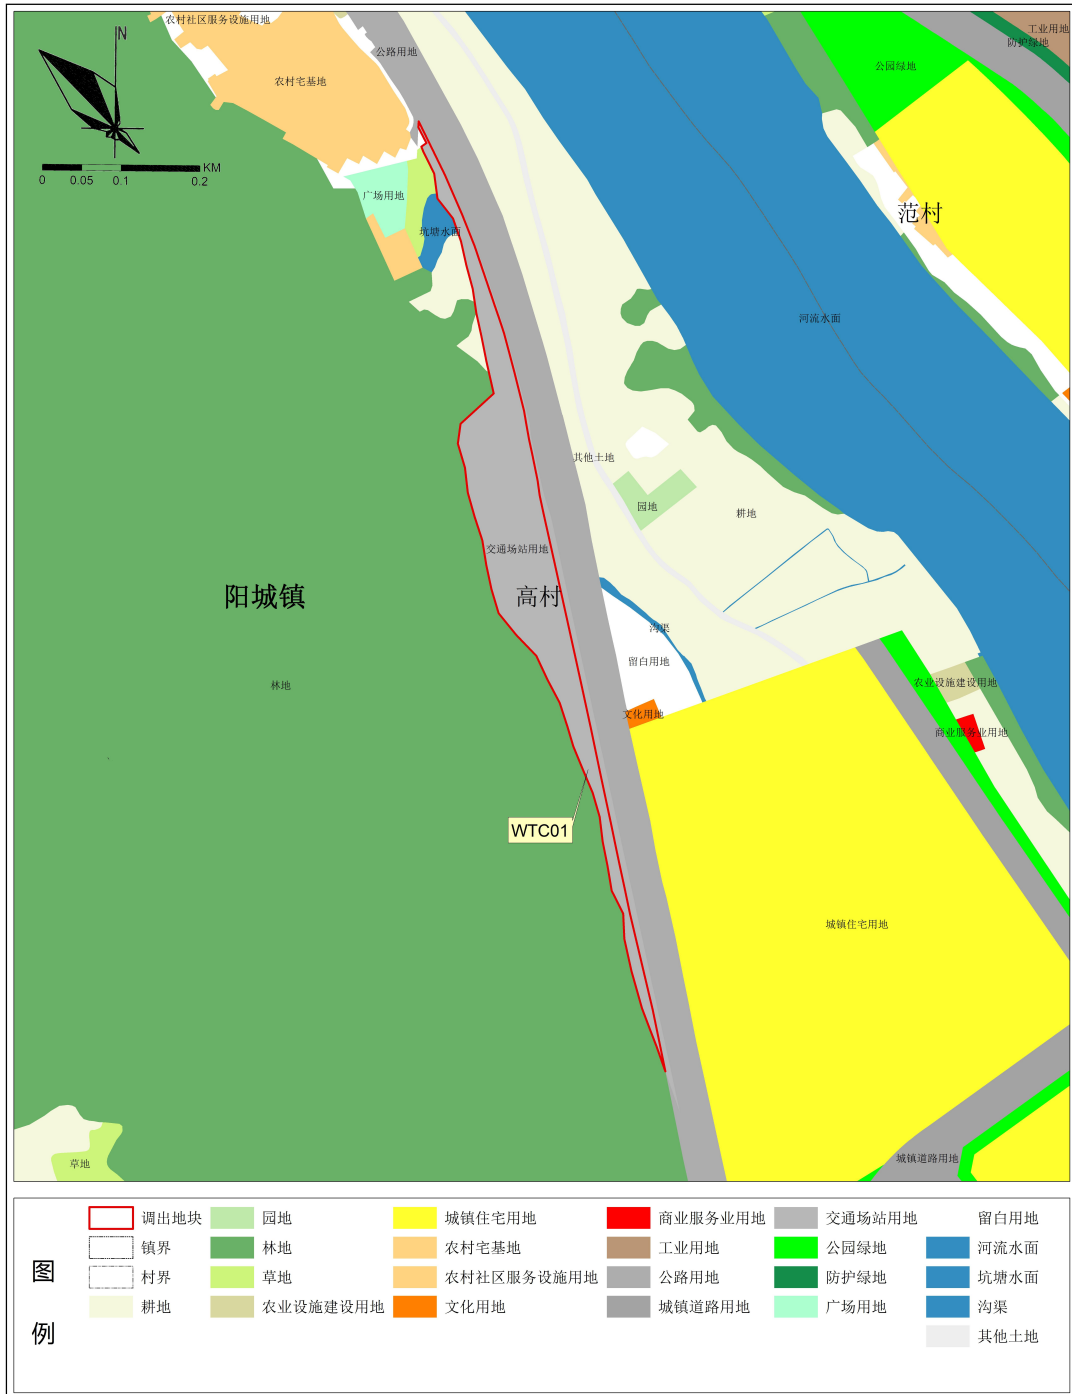 农村社区服务设施用地
工业用地
防护绿地
N
公路用地
公园绿地
农村宅基地
KM
0 0.05 0.1 0.2
广场用地
范村
坑塘水面
河流水面
其他土地
园地
耕地
交通场站用地
阳城镇
高村
沟渠
留白用地
林地
农业设施建设用地
文化用地
商业服务业用地
WTC01
城镇住宅用地
城镇道路用地
草地
图例
调出地块
镇界
村界
耕地
园地
林地
草地
农业设施建设用地
城镇住宅用地
农村宅基地
农村社区服务设施用地
文化用地
商业服务业用地
工业用地
公路用地
城镇道路用地
交通场站用地
公园绿地
防护绿地
广场用地
留白用地
河流水面
坑塘水面
沟渠
其他土地